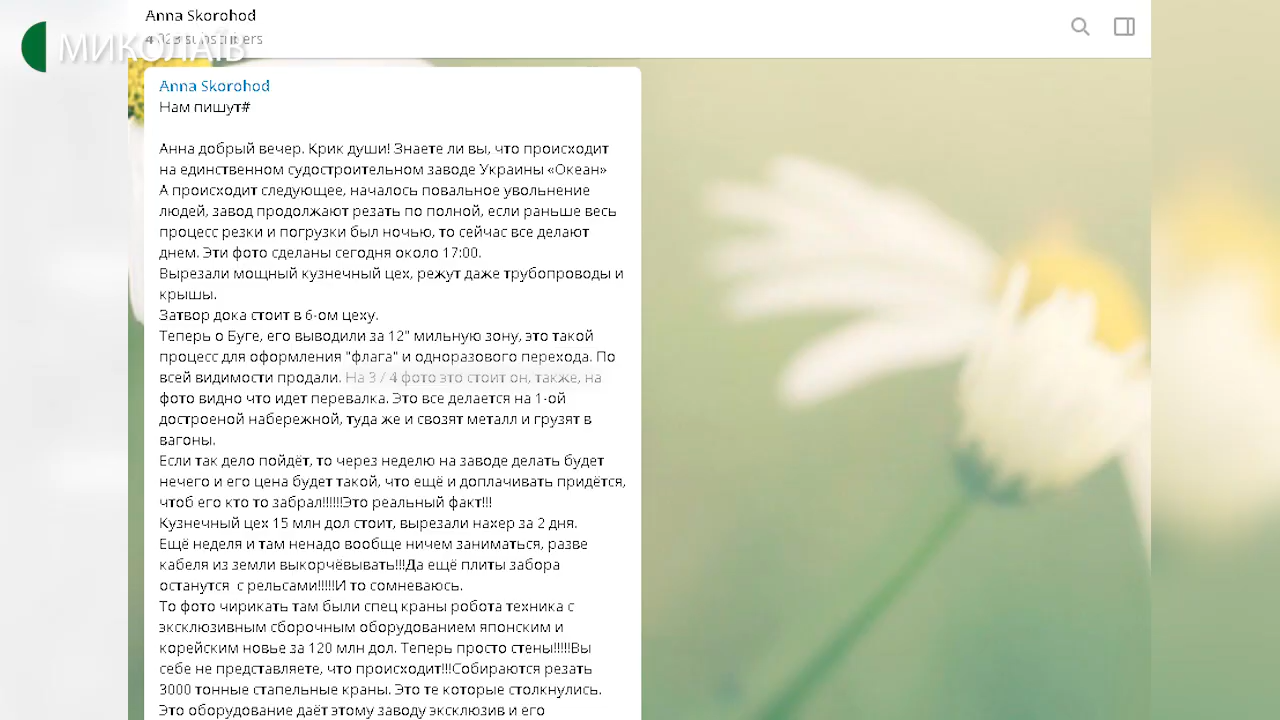 Anna Skorohod
subscribers
МИКОЛАЇВ
Anna Skorohod
Нам пишут#
Анна добрый вечер. Крик души! Знаете ли вы, что происходит
на единственном судостроительном заводе Украины «Океан»
А происходит следующее, началось повальное увольнение
людей, завод продолжают резать по полной, если раньше весь
процесс резки и погрузки был ночью, то сейчас все делают
днем. Эти фото сделаны сегодня около 17:00.
Вырезали мощный кузнечный цех, режут даже трубопроводы и
крышы.
Затвор дока стоит в 6-ом цеху.
Теперь о Буге, его выводили за 12" мильную зону, это такой
процесс для оформления "флага" и одноразового перехода. По
всей видимости продали. На 3 / 4 фото это стоит он, также, на
фото видно что идет перевалка. Это все делается на 1-ой
достроеной набережной, туда же и свозят металл и грузят в
вагоны.
Если так дело пойдёт, то через неделю на заводе делать будет
нечего и его цена будет такой, что ещё и доплачивать придётся,
чтоб его кто то забрал!!!!!!Это реальный факт!!!
Кузнечный цех 15 млн дол стоит, вырезали нахер за 2 дня.
Ещё неделя и там ненадо вообще ничем заниматься, разве
кабеля из земли выкорчёвывать!!!Да ещё плиты забора
останутся  с рельсами!!!!!И то сомневаюсь.
То фото чирикать там были спец краны робота техника с
эксклюзивным сборочным оборудованием японским и
корейским новье за 120 млн дол. Теперь просто стены!!!!!Вы
себе не представляете, что происходит!!!Собираются резать
3000 тонные стапельные краны. Это те которые столкнулись.
Это оборудование даёт этому заводу эксклюзив и его